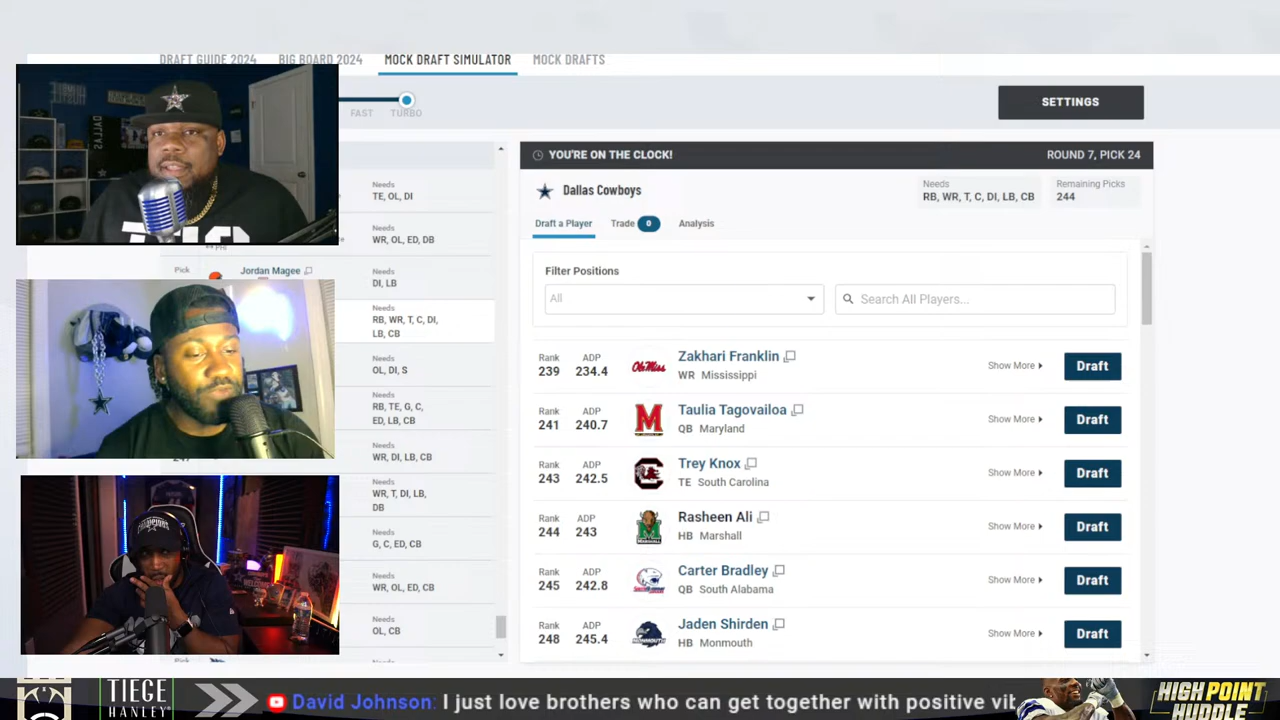 DRAFT GUIDE 2024 BIG BOARD 2024 MOCK DRAFT SIMULATOR MOCK DRAFTS
FAST TURBO
SETTINGS
Needs
TE, OL, DI
WR, OL, ED, DB
PHI
Pick
Jordan Magee
Needs
DI, LB
Needs
RB, WR, T, C, DI,
LB, CB
Needs
OL, DI, S
Needs
RB, TE, G, C,
ED, LB, CB
Needs
WR, DI, LB, CB
Needs
WR, T, DI, LB,
DB
Needs
G, C, ED, CB
Needs
WR, OL, ED, CB
Needs
OL, CB
Pick
Needs
YOU'RE ON THE CLOCK! ROUND 7, PICK 24
Dallas Cowboys
Needs
RB, WR, T, C, DI, LB, CB
Remaining Picks
244
Draft a Player Trade 0 Analysis
Filter Positions
All
Search All Players...
Rank ADP Zakhari Franklin
239 234.4 Ole Miss WR Mississippi Show More Draft
Rank ADP Taulia Tagovailoa
241 240.7 M QB Maryland Show More Draft
Rank ADP Trey Knox
243 242.5 TE South Carolina Show More Draft
Rank ADP Rasheen Ali
244 243 HB Marshall Show More Draft
Rank ADP Carter Bradley
245 242.8 QB South Alabama Show More Draft
Rank ADP Jaden Shirden
248 245.4 HB Monmouth Show More Draft
TIEGE
HANLEY
David Johnson: I just love brothers who can get together with positive vi
HIGH POINT
HUDDLE